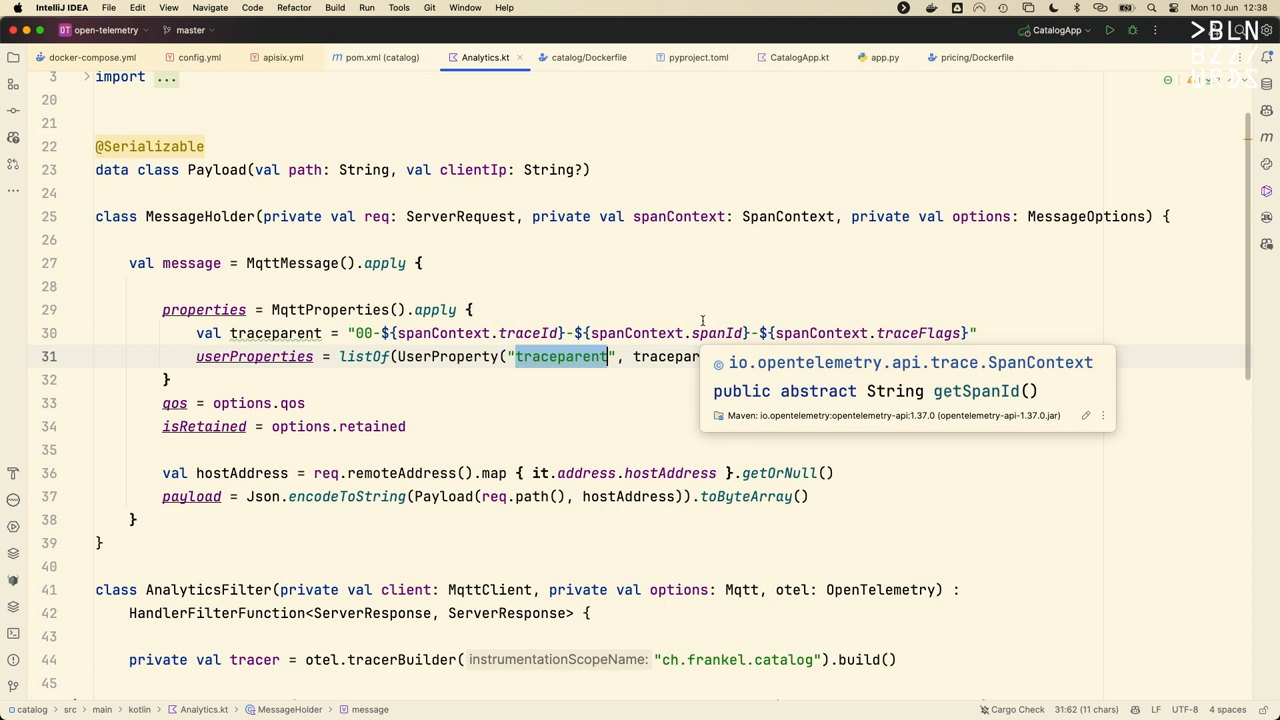 IntelliJ IDEA File Edit View Navigate Code Refactor Build Run Tools Git Window Help Mon 10 Jun 12:38
OT open-telemetry master CatalogApp >BLN
BZZ/
WRDS
docker-compose.yml config.yml apisix.yml pom.xml (catalog) Analytics.kt catalog/Dockerfile pyproject.toml CatalogApp.kt app.py pricing/Dockerfile
3 import ...
20
21
22 @Serializable
23 data class Payload(val path: String, val clientIp: String?)
24
25 class MessageHolder(private val req: ServerRequest, private val spanContext: SpanContext, private val options: MessageOptions) {
26
27 val message = MqttMessage().apply {
28
29 properties = MqttProperties().apply {
30 val traceparent = "00-${spanContext.traceId}-${spanContext.spanId}-${spanContext.traceFlags}"
31 userProperties = listOf(UserProperty("traceparent", tracepar
io.opentelemetry.api.trace.SpanContext
public abstract String getSpanId()
Maven: io.opentelemetry:opentelemetry-api:1.37.0 (opentelemetry-api-1.37.0.jar)
32 }
33 qos = options.qos
34 isRetained = options.retained
35
36 val hostAddress = req.remoteAddress().map { it.address.hostAddress }.getOrNull()
37 payload = Json.encodeToString(Payload(req.path(), hostAddress)).toByteArray()
38 }
39 }
40
41 class AnalyticsFilter(private val client: MqttClient, private val options: Mqtt, otel: OpenTelemetry) :
42 HandlerFilterFunction<ServerResponse, ServerResponse> {
43
44 private val tracer = otel.tracerBuilder( instrumentationScopeName: "ch.frankel.catalog").build()
45
catalog src main kotlin Analytics.kt MessageHolder message Cargo Check 31:62 (11 chars) LF UTF-8 4 spaces